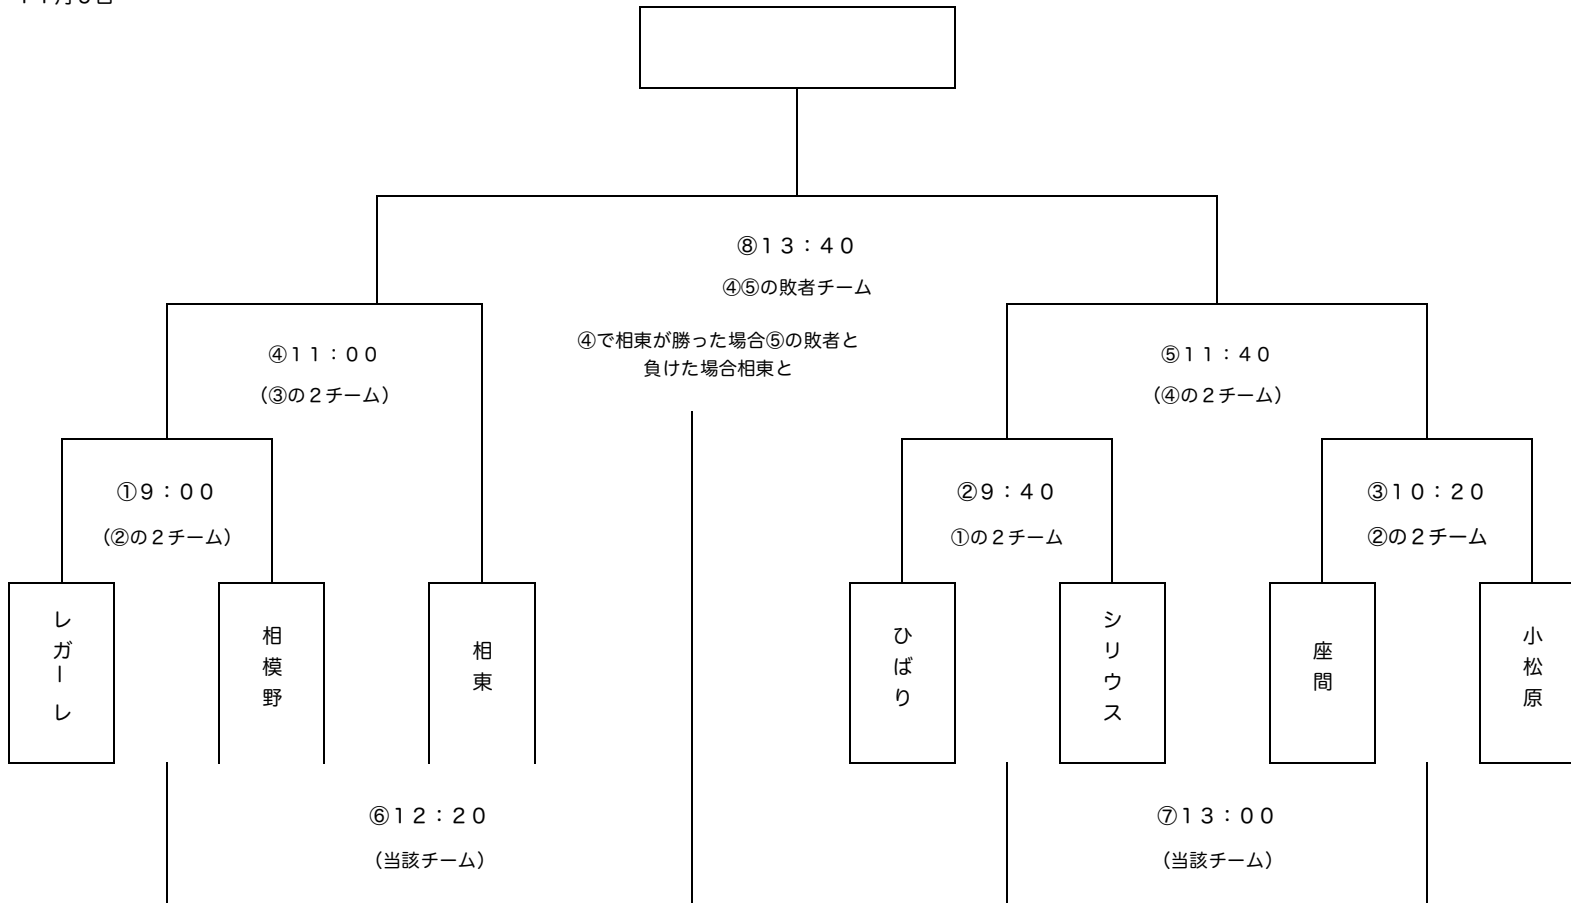 ⑧１３：４０
④⑤の敗者チーム
④で相東が勝った場合⑤の敗者と
負けた場合相東と
④１１：００
（③の２チーム）
⑤１１：４０
（④の２チーム）
①９：００
（②の２チーム）
②９：４０
①の２チーム
③１０：２０
②の２チーム
レガーレ
相模野
相東
ひばり
シリウス
座間
小松原
⑥１２：２０
（当該チーム）
⑦１３：００
（当該チーム）